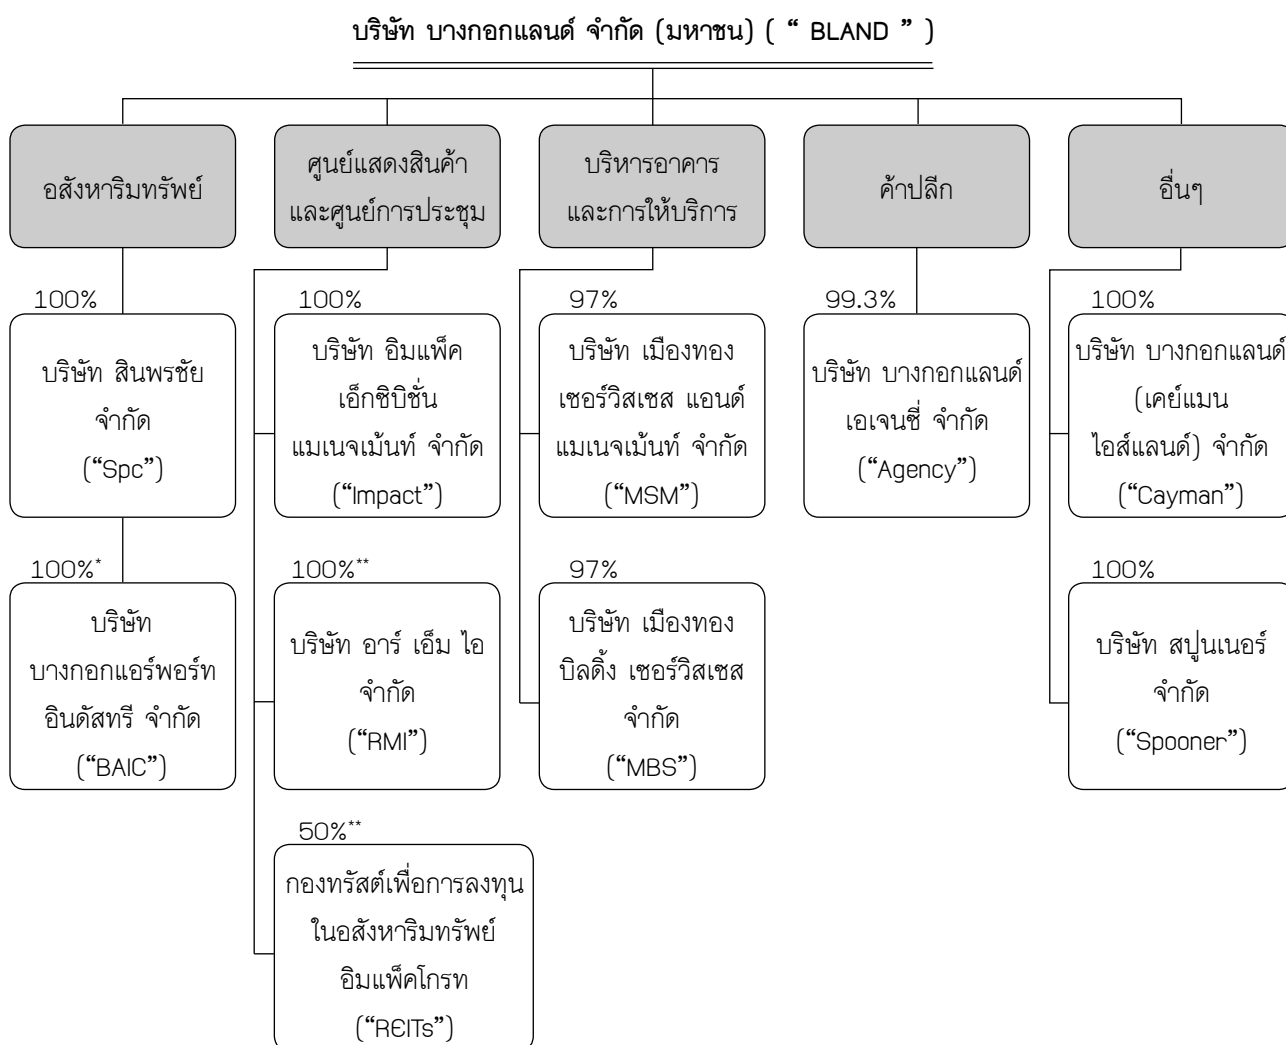 บริษัท บางกอกแลนด์ จำกัด (มหาชน) ( “ BLAND ” )
อสังหาริมทรัพย์
ศูนย์แสดงสินค้า
และศูนย์การประชุม
บริหารอาคาร
และการให้บริการ
ค้าปลีก
อื่นๆ
100%
บริษัท สินพรชัย
จำกัด
(“Spc”)
100%
บริษัท อิมแพ็ค
เอ็กซิบิชั่น
แมเนจเม้นท์ จำกัด
(“Impact”)
97%
บริษัท เมืองทอง
เซอร์วิสเซส แอนด์
แมเนจเม้นท์ จำกัด
(“MSM”)
99.3%
บริษัท บางกอกแลนด์
เอเจนซี่ จำกัด
(“Agency”)
100%
บริษัท บางกอกแลนด์
(เคย์แมน
ไอส์แลนด์) จำกัด
(“Cayman”)
100%*
บริษัท
บางกอกแอร์พอร์ท
อินดัสทรี จำกัด
(“BAIC”)
100%**
บริษัท อาร์ เอ็ม ไอ
จำกัด
(“RMI”)
97%
บริษัท เมืองทอง
บิลดิ้ง เซอร์วิสเซส
จำกัด
(“MBS”)
100%
บริษัท สปูนเนอร์
จำกัด
(“Spooner”)
50%**
กองทรัสต์เพื่อการลงทุน
ในอสังหาริมทรัพย์
อิมแพ็คโกรท
(“REITs”)